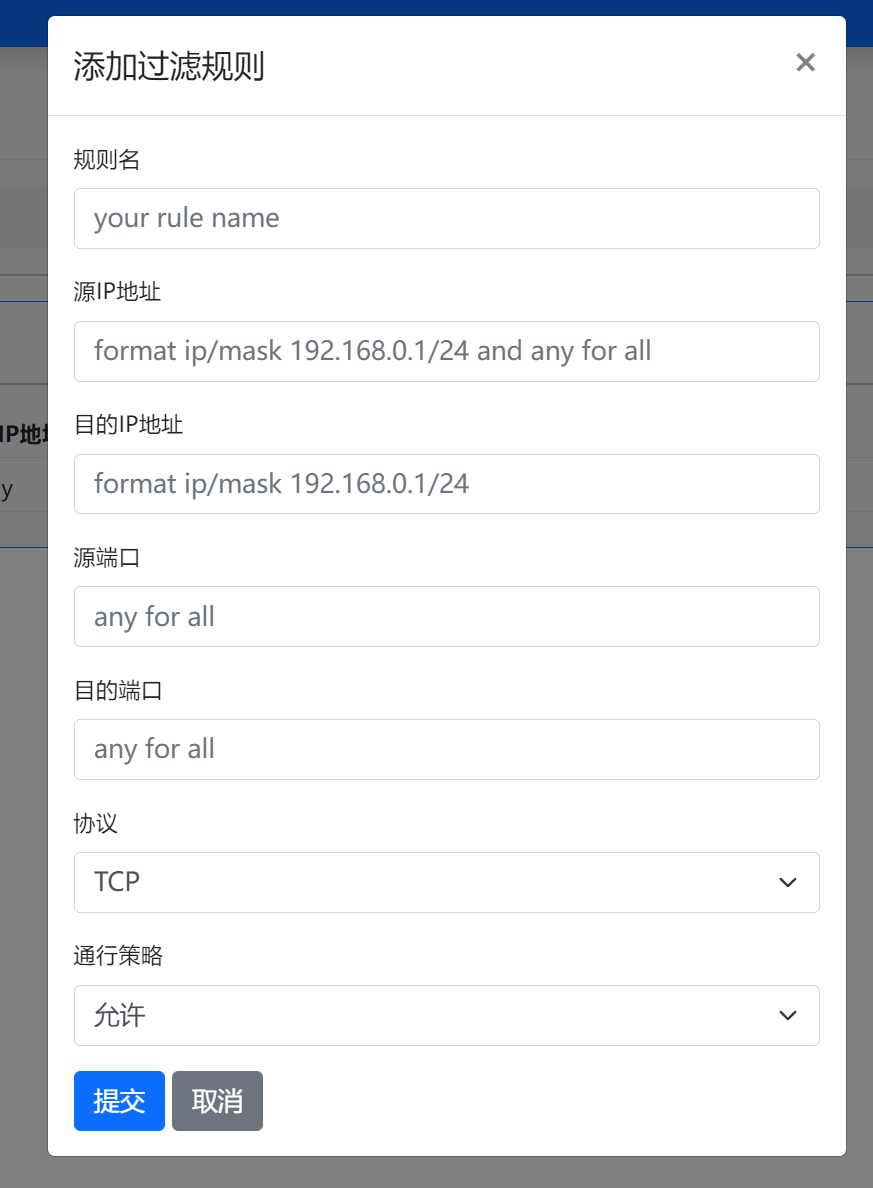 添加过滤规则
×
规则名
your rule name
源IP地址
format ip/mask 192.168.0.1/24 and any for all
目的IP地址
IP地
format ip/mask 192.168.0.1/24
y
源端口
any for all
目的端口
any for all
协议
TCP
通行策略
允许
提交 取消